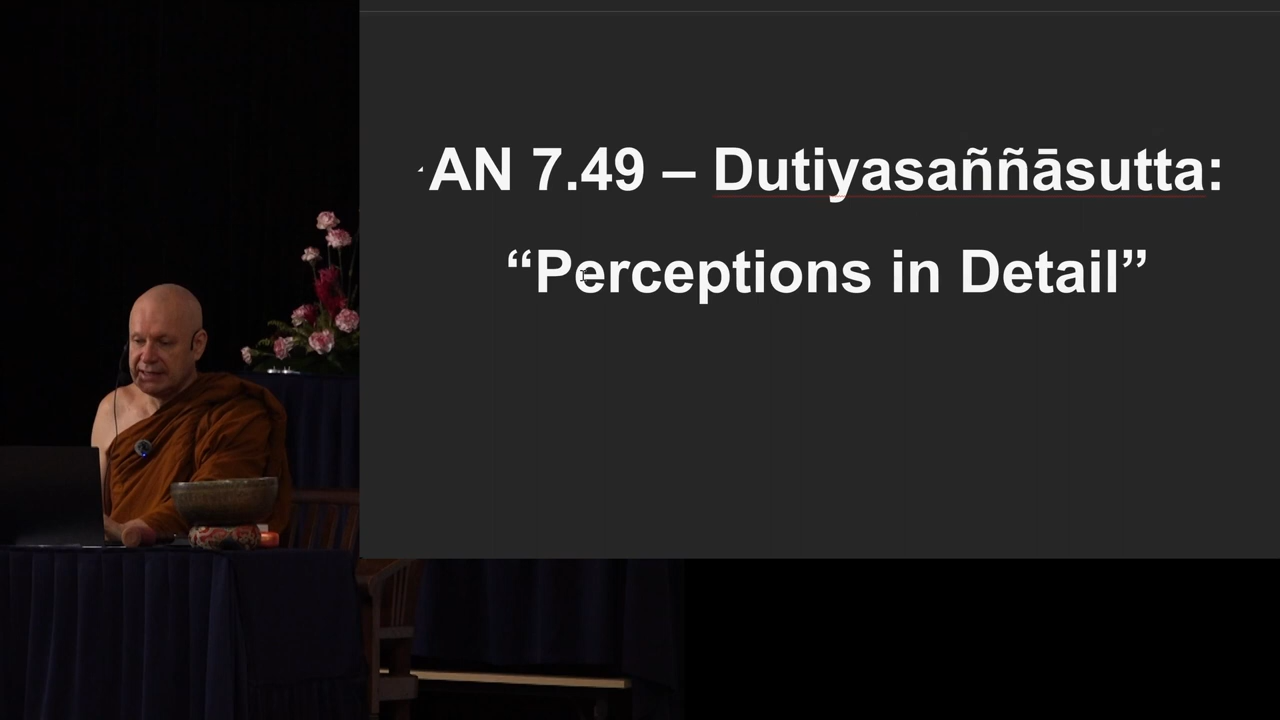 AN 7.49 – Dutiyasaññāsutta:
“Perceptions in Detail”